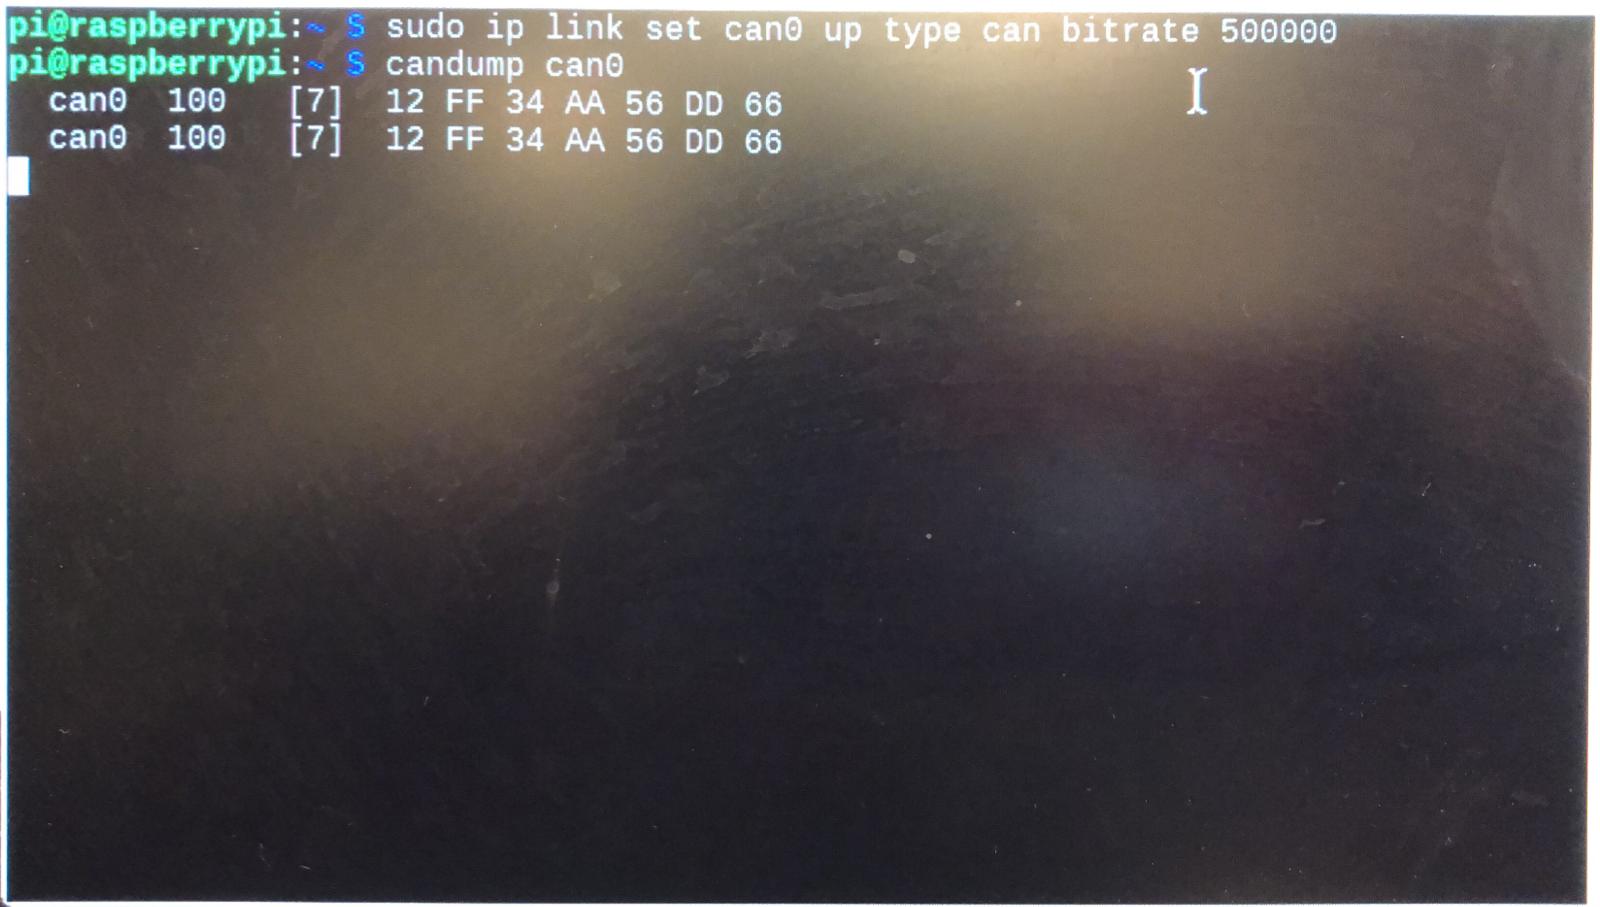 pi@raspberrypi:~ $ sudo ip link set can0 up type can bitrate 500000
pi@raspberrypi:~ $ candump can0
  can0  100   [7]  12 FF 34 AA 56 DD 66
  can0  100   [7]  12 FF 34 AA 56 DD 66